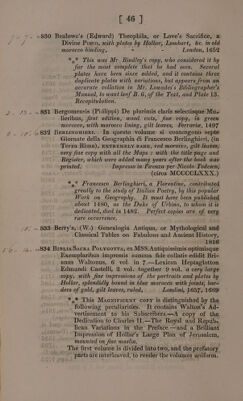 [ 46 ]
830 Benlowe's (Edward) Theophila, or Love's Sacrifice, a
Divine Poem, with plates by Hollar, Lombart, &c. in old
morocco binding, London, 1652
*⁎* This was Mr. Bindley's copy, who considered it by
far the most complete that he had seen. Several
plates have been since added, and it contains three
duplicate plates with variations, but appears from an
accurate collation in Mr. Lowndes's Bibliographer's
Manual, to want leaf B. 6, of the Text, and Plate 13.
Recapitulation.
831 Bergomensis (Philippi) De plurimis claris selectisque Mu-
lieribus, first edition, wood cuts, fine copy, in green
morocco, with morocco lining, gilt leaves, Ferrariæ, 1497
832 Berlinghieri. In questo volume si contengono septe
Giornate della Geographia di Francesco Berlinghieri, (in
Terza Rima), extremely rare, red morocco, gilt leaves,
very fine copy with all the Maps: with the title page and
Register, which were added many years after the book was
printed. Impresso in Firenze per Nicolo Todesco,
(circa MCCCCLXXX.)
*⁎* Francesco Berlinghieri, a Florentine, contributed
greatly to the study of Italian Poetry, by this popular
Work on Geography. It must have been published
about 1480, as the Duke of Urbino, to whom it is
dedicated, died in 1482. Perfect copies are of very
rare occurrence.
833 Berry's, (W.) Genealogia Antiqua, or Mythological and
Classical Tables on Fabulous and Ancient History,
1816
834 Biblia Sacra Polyglotta, ex MSS. Antiquissimis optimisque
Exemplaribus impressis summa fide collatis edidit Bri-
anus Waltonus, 6 vol. in 7.—Lexicon Heptaglotton
Edmundi Castelli, 2 vol. together 9 vol. a very large
copy, with fine impressions of the portraits and plates by
Hollar, splendidly bound in blue morocco with joints, bor-
ders of gold, gilt leaves, ruled, Londini, 1657, 1669
*⁎* This Magnificent copy is distinguished by the
following peculiarities. It contains Walton's Ad-
vertisement to his Subscribers.—A copy of the
Dedication to Charles II.—The Royal and Repub-
lican Variations in the Preface—and a Brilliant
Impression of Hollar's large Plan of Jerusalem,
mounted on fine muslin.
The first volume is divided into two, and the prefatory
parts are interleaved, to render the volumes uniform.